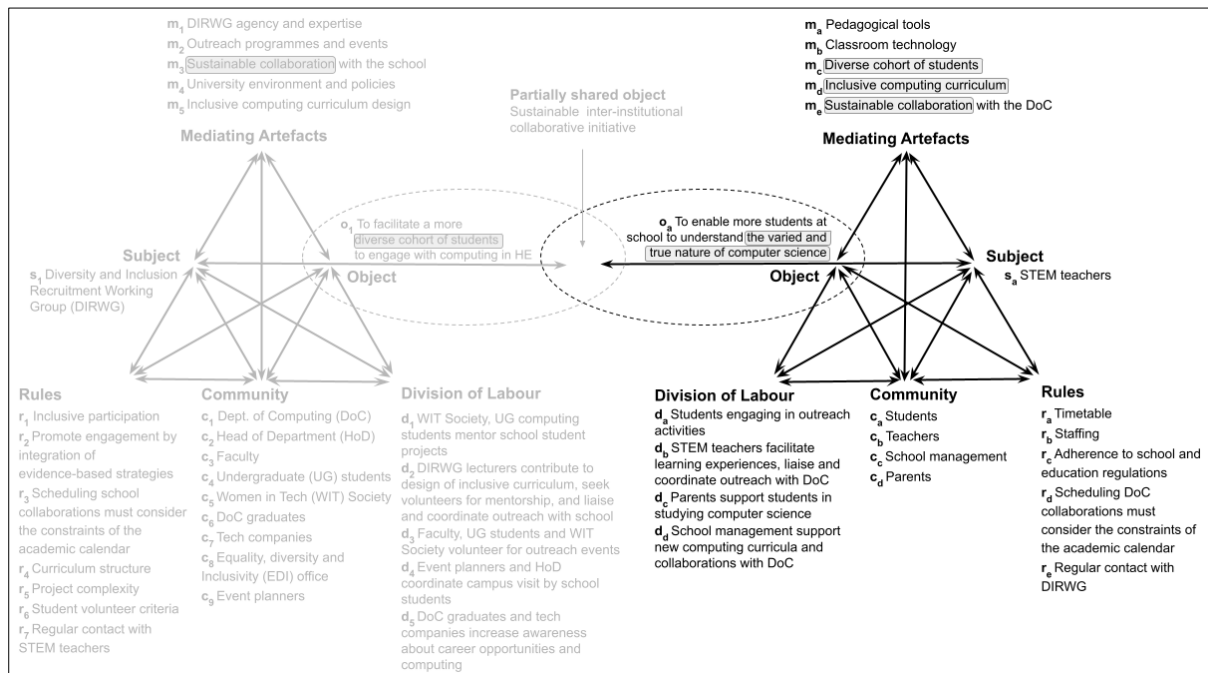 m1 DIRWG agency and expertise
m2 Outreach programmes and events
m3 Sustainable collaboration with the school
m4 University environment and policies
m5 Inclusive computing curriculum design
Mediating Artefacts
Partially shared object
Sustainable inter-institutional
collaborative initiative
ma Pedagogical tools
mb Classroom technology
mc Diverse cohort of students
md Inclusive computing curriculum
me Sustainable collaboration with the DoC
Mediating Artefacts
Subject
s1 Diversity and Inclusion
Recruitment Working
Group (DIRWG)
o1 To facilitate a more
diverse cohort of students
to engage with computing in HE
Object
oa To enable more students at
school to understand the varied and
true nature of computer science
Object
Subject
sa STEM teachers
Rules
r1 Inclusive participation
r2 Promote engagement by
integration of
evidence-based strategies
r3 Scheduling school
collaborations must consider
the constraints of the
academic calendar
r4 Curriculum structure
r5 Project complexity
r6 Student volunteer criteria
r7 Regular contact with
STEM teachers
Community
c1 Dept. of Computing (DoC)
c2 Head of Department (HoD)
c3 Faculty
c4 Undergraduate (UG) students
c5 Women in Tech (WIT) Society
c6 DoC graduates
c7 Tech companies
c8 Equality, diversity and
Inclusivity (EDI) office
c9 Event planners
Division of Labour
d1 WIT Society, UG computing
students mentor school student
projects
d2 DIRWG lecturers contribute to
design of inclusive curriculum, seek
volunteers for mentorship, and liaise
and coordinate outreach with school
d3 Faculty, UG students and WIT
Society volunteer for outreach events
d4 Event planners and HoD
coordinate campus visit by school
students
d5 DoC graduates and tech
companies increase awareness
about career opportunities and
computing
Division of Labour
da Students engaging in outreach
activities
db STEM teachers facilitate
learning experiences, liaise and
coordinate outreach with DoC
dc Parents support students in
studying computer science
dd School management support
new computing curricula and
collaborations with DoC
Community
ca Students
cb Teachers
cc School management
cd Parents
Rules
ra Timetable
rb Staffing
rc Adherence to school and
education regulations
rd Scheduling DoC
collaborations must
consider the constraints of
the academic calendar
re Regular contact with
DIRWG